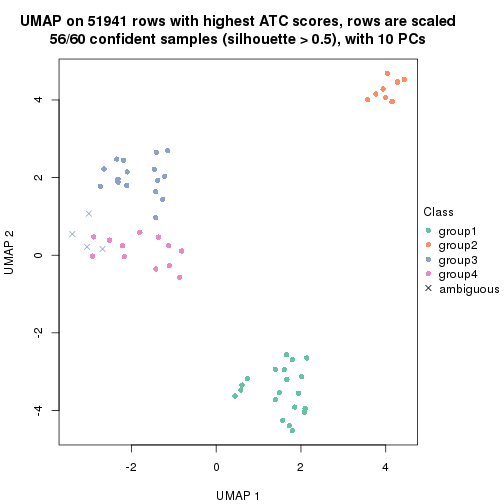 UMAP on 51941 rows with highest ATC scores, rows are scaled
56/60 confident samples (silhouette > 0.5), with 10 PCs
4
2
0
-2
-4
UMAP 2
-2
0
2
4
UMAP 1
Class
group1
group2
group3
group4
ambiguous